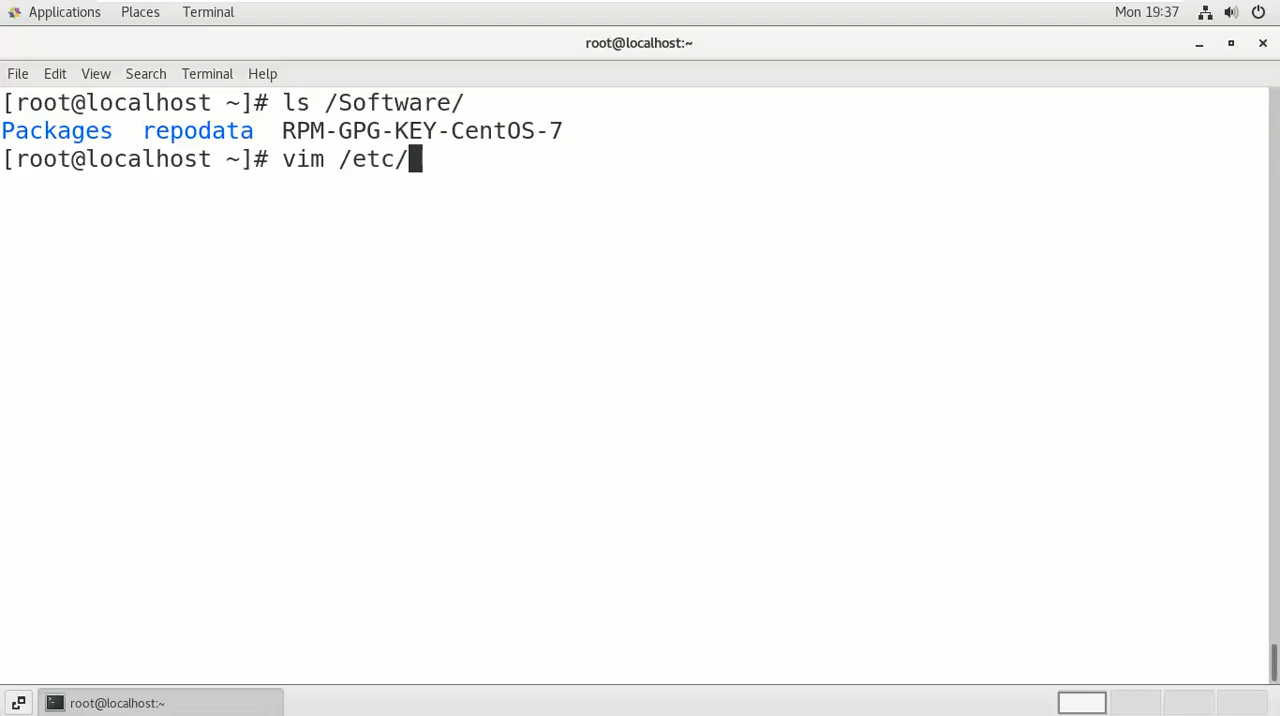 Applications Places Terminal Mon 19:37
root@localhost:~
File Edit View Search Terminal Help
[root@localhost ~]# ls /Software/
Packages repodata RPM-GPG-KEY-CentOS-7
[root@localhost ~]# vim /etc/
root@localhost:~